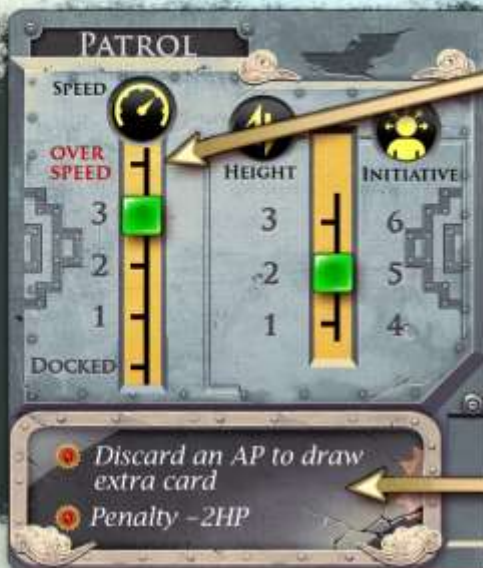 PATROL
SPEED
OVER
SPEED
HEIGHT
INITIATIVE
3
3
6
2
2
5
1
1
4
DOCKED
Discard an AP to draw
extra card
Penalty -2HP